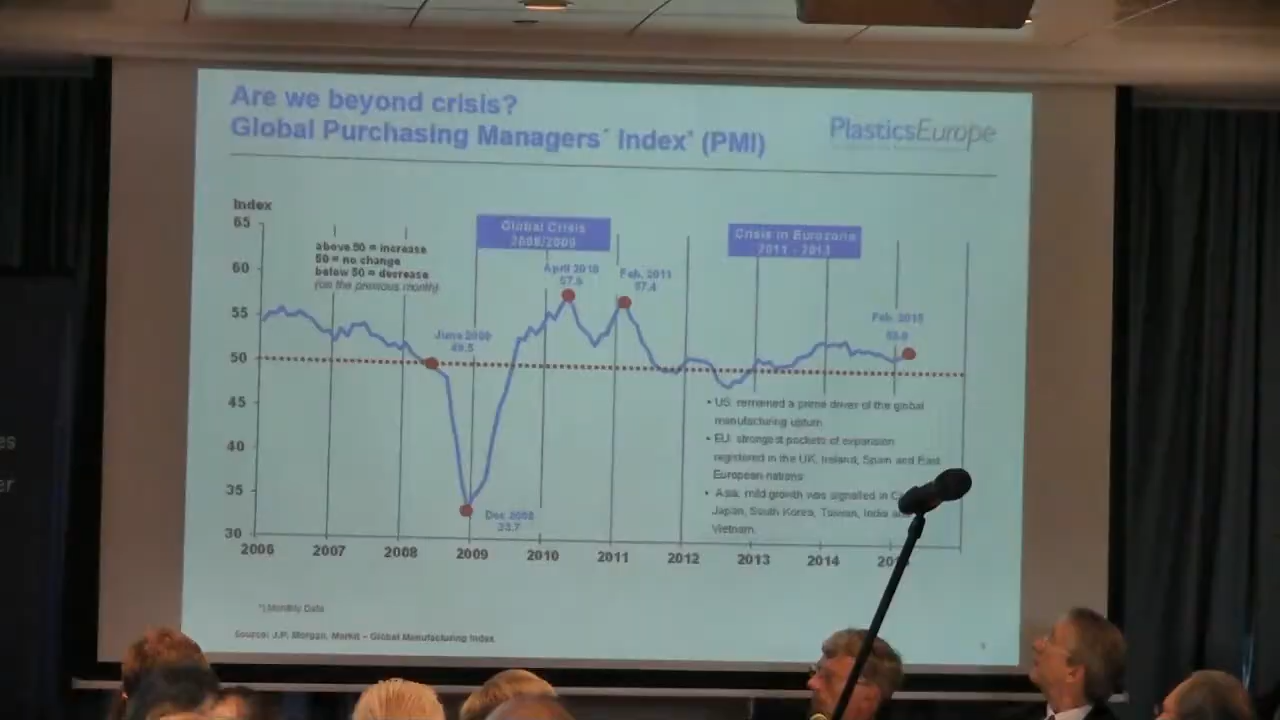 Are we beyond crisis?
Global Purchasing Managers´ Index* (PMI)
PlasticsEurope
Index
65
60
55
50
45
40
35
30
above 50 = increase
50 = no change
below 50 = decrease
(on the previous month)
Global Crisis
2008/2009
Crisis in Eurozone
2011 - 2013
April 2010
57.5
Feb. 2011
57.4
June 2008
49.5
Feb. 2015
Dec 2008
33.7
• US: remained a prime driver of the global
manufacturing upturn
• EU: strongest pockets of expansion
registered in the UK, Ireland, Spain and East
European nations
• Asia: mild growth was signalled in
Japan, South Korea, Taiwan, India
Vietnam.
2006 2007 2008 2009 2010 2011 2012 2013 2014
*) Monthly Data
Source: J.P. Morgan, Markit – Global Manufacturing Index
es
er